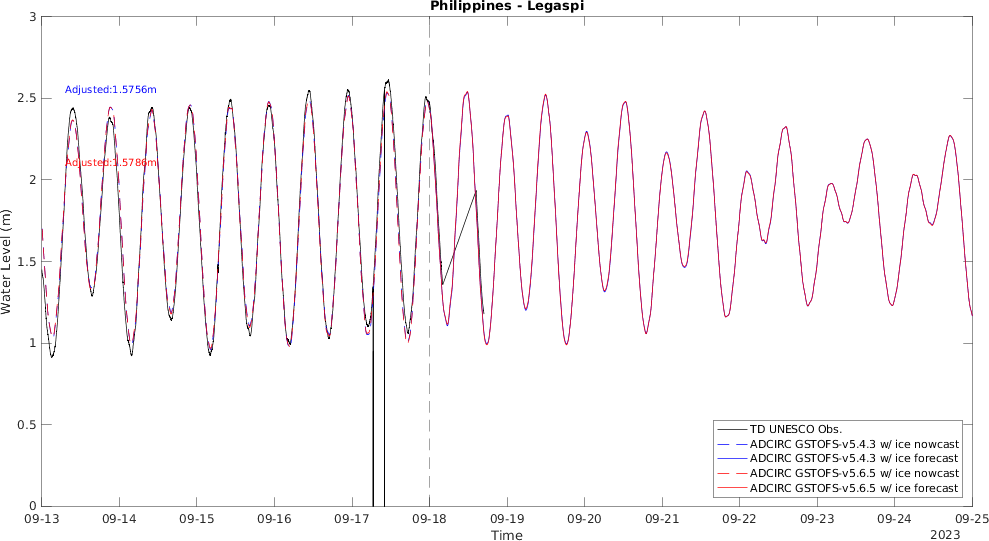 Philippines - Legaspi
Water Level (m)
3
2.5
2
1.5
1
0.5
0
Adjusted:1.5756m
Adjusted:1.5786m
TD UNESCO Obs.
ADCIRC GSTOFS-v5.4.3 w/ ice nowcast
ADCIRC GSTOFS-v5.4.3 w/ ice forecast
ADCIRC GSTOFS-v5.6.5 w/ ice nowcast
ADCIRC GSTOFS-v5.6.5 w/ ice forecast
09-13 09-14 09-15 09-16 09-17 09-18 09-19 09-20 09-21 09-22 09-23 09-24 09-25
Time
2023